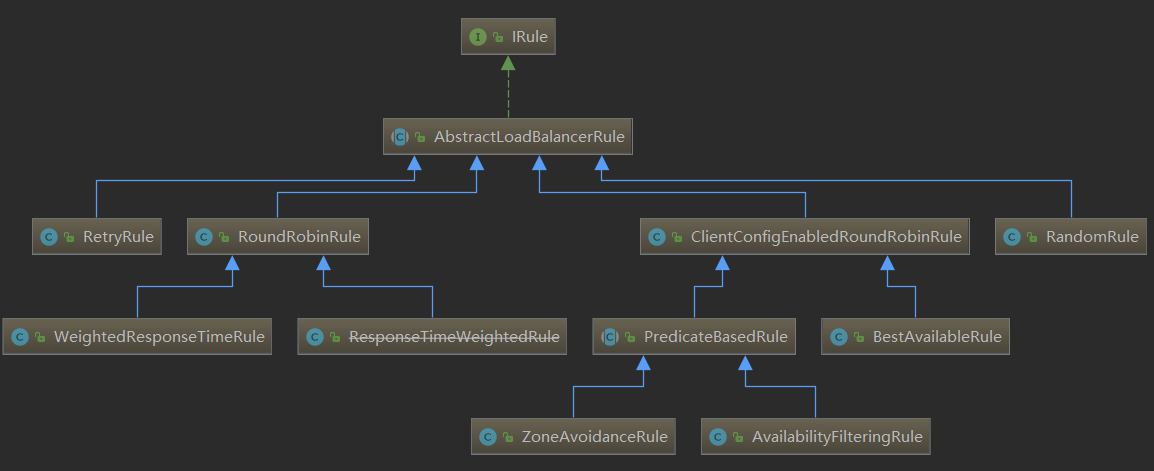 IRule
AbstractLoadBalancerRule
RetryRule
RoundRobinRule
ClientConfigEnabledRoundRobinRule
RandomRule
WeightedResponseTimeRule
ResponseTimeWeightedRule
PredicateBasedRule
BestAvailableRule
ZoneAvoidanceRule
AvailabilityFilteringRule